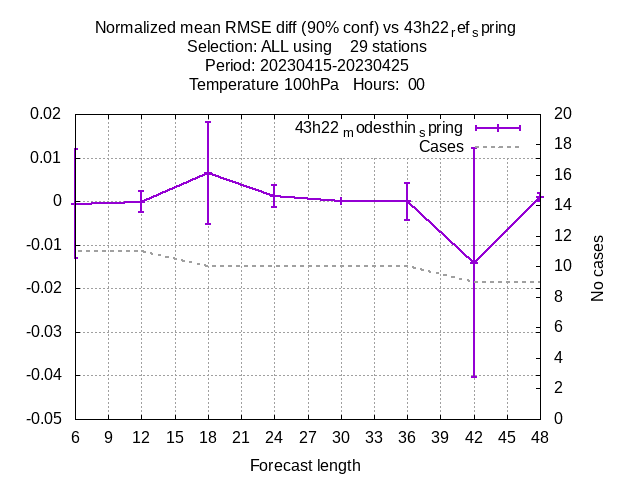 Normalized mean RMSE diff (90% conf) vs 43h22refspring
Selection: ALL using 29 stations
Period: 20230415-20230425
Temperature 100hPa Hours: 00
43h22modesthinspring
Cases
0.02
0.01
0
-0.01
-0.02
-0.03
-0.04
-0.05
20
18
16
14
12
10
8
6
4
2
0
No cases
6 9 12 15 18 21 24 27 30 33 36 39 42 45 48
Forecast length